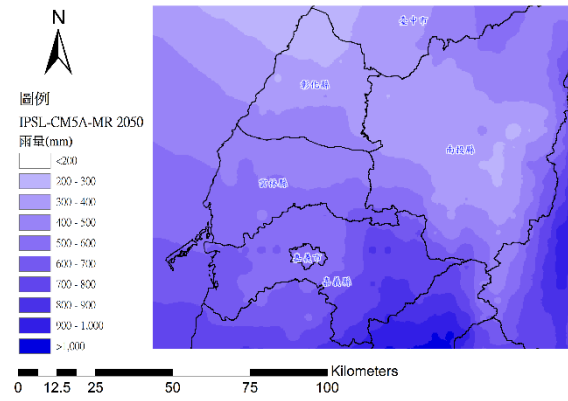 N
圖例
IPSL-CM5A-MR 2050
雨量(mm)
<200
200 - 300
300 - 400
400 - 500
500 - 600
600 - 700
700 - 800
800 - 900
900 - 1,000
>1,000
臺中市
彰化縣
南投縣
雲林縣
嘉義市
嘉義縣
Kilometers
0 12.5 25 50 75 100